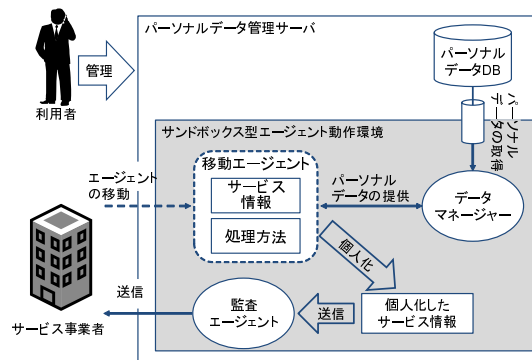 パーソナルデータ管理サーバ
管理
利用者
パーソナル
データDB
パーソナル
データの取得
サンドボックス型エージェント動作環境
エージェント
の移動
移動エージェント
サービス
情報
処理方法
パーソナル
データの提供
データ
マネージャー
個人化
送信
監査
エージェント
送信
個人化した
サービス情報
サービス事業者